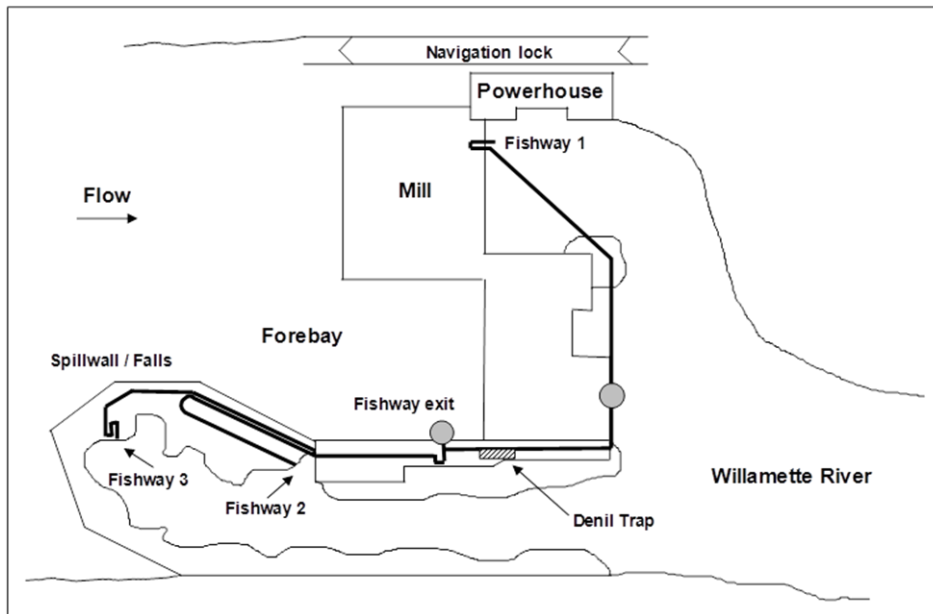 Navigation lock
Powerhouse
Fishway 1
Mill
Flow
Forebay
Spillwall / Falls
Fishway exit
Fishway 3
Fishway 2
Willamette River
Denil Trap